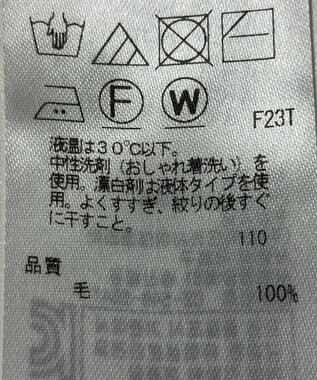 F W
F23T
液温は30℃以下。
中性洗剤（おしゃれ着洗い）を
使用。漂白剤は液体タイプを使
用。よくすすぎ、絞りの後すぐ
に干すこと。
110
品質
毛 100%